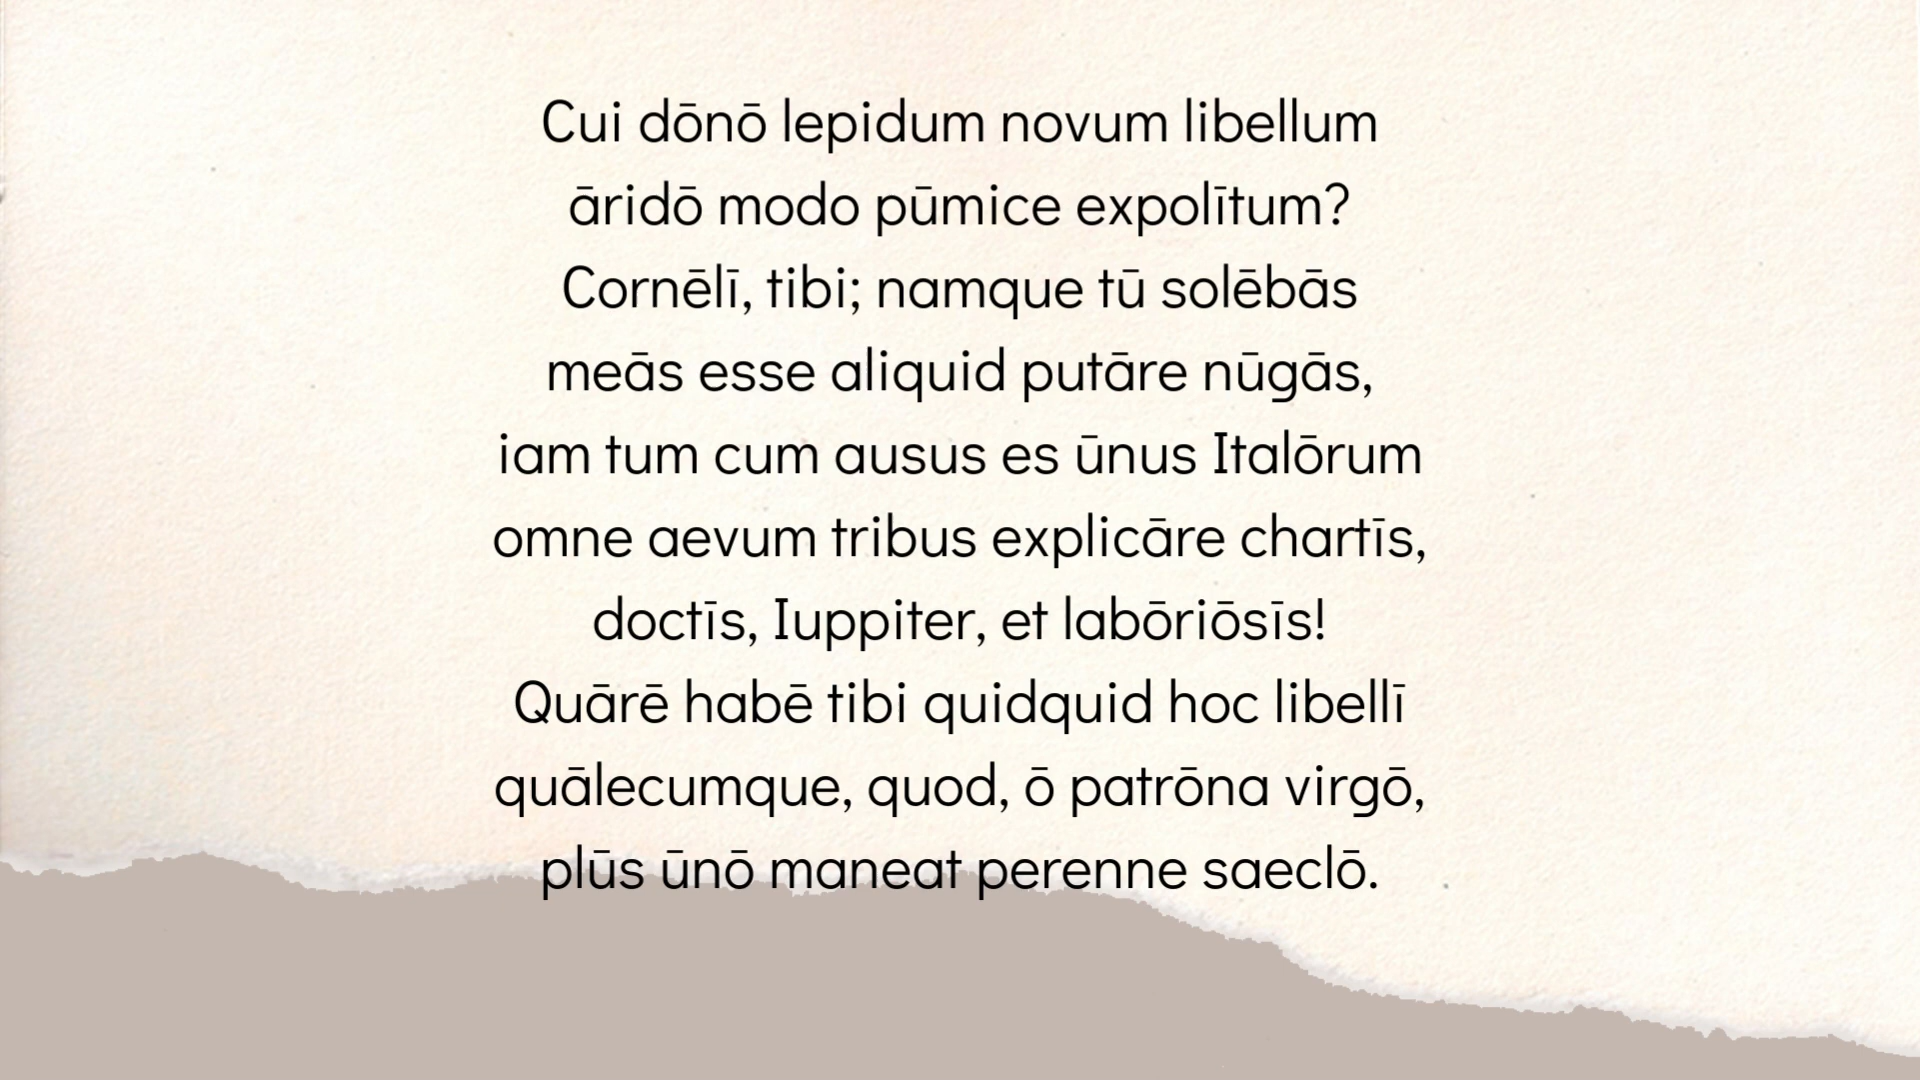 Cui dōnō lepidum novum libellum
āridō modo pūmice expolītum?
Cornēlī, tibi; namque tū solēbās
meās esse aliquid putāre nūgās,
iam tum cum ausus es ūnus Italōrum
omne aevum tribus explicāre chartīs,
doctīs, Iuppiter, et labōriōsīs!
Quārē habē tibi quidquid hoc libellī
quālecumque, quod, ō patrōna virgō,
plūs ūnō maneat perenne saeclō.